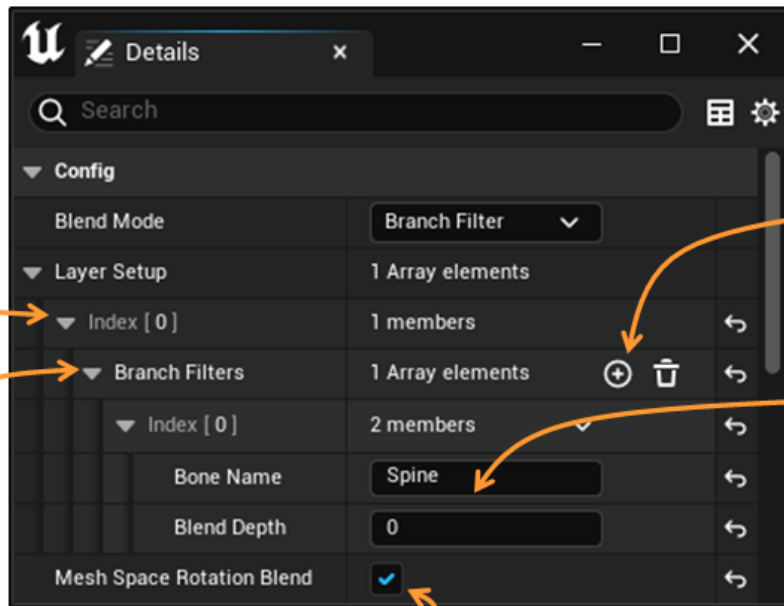 Details
Search
Config
Blend Mode Branch Filter
Layer Setup 1 Array elements
Index [ 0 ] 1 members
Branch Filters 1 Array elements
Index [ 0 ] 2 members
Bone Name Spine
Blend Depth 0
Mesh Space Rotation Blend